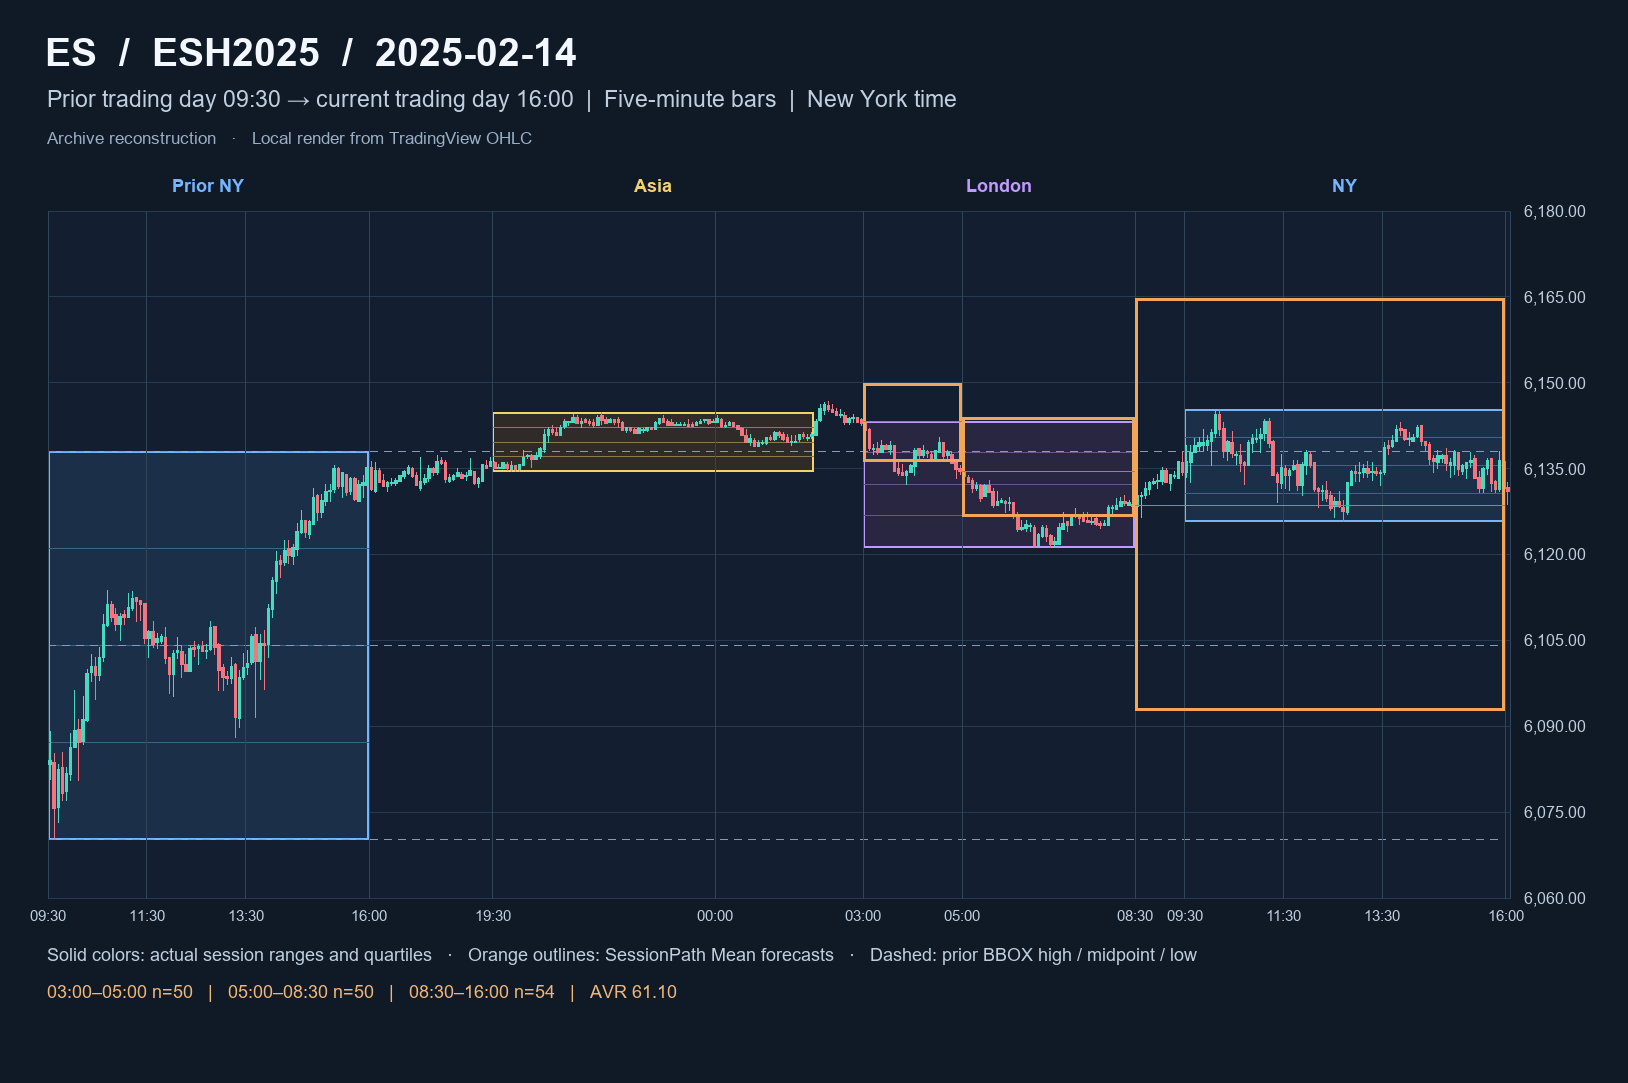 ES / ESH2025 / 2025-02-14
Prior trading day 09:30 → current trading day 16:00 | Five-minute bars | New York time
Archive reconstruction · Local render from TradingView OHLC
Prior NY Asia London NY
6,180.00
6,165.00
6,150.00
6,135.00
6,120.00
6,105.00
6,090.00
6,075.00
6,060.00
09:30 11:30 13:30 16:00 19:30 00:00 03:00 05:00 08:30 09:30 11:30 13:30 16:00
Solid colors: actual session ranges and quartiles · Orange outlines: SessionPath Mean forecasts · Dashed: prior BBOX high / midpoint / low
03:00–05:00 n=50 | 05:00–08:30 n=50 | 08:30–16:00 n=54 | AVR 61.10